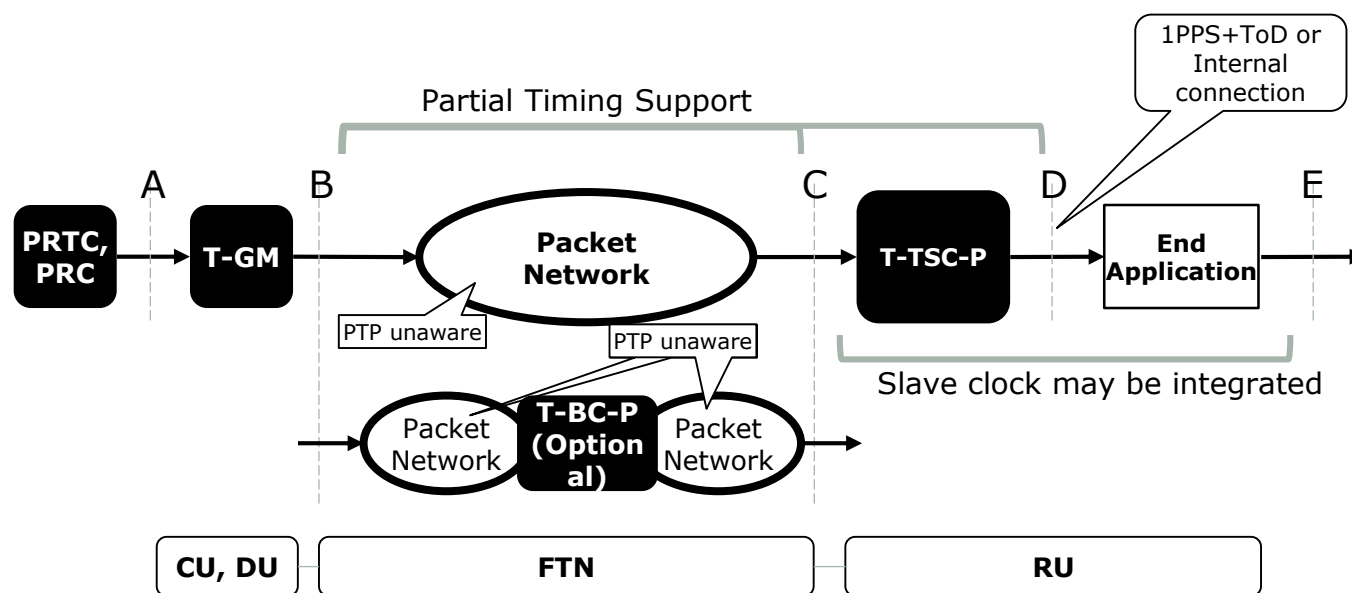 1PPS+ToD or
Internal
connection
Partial Timing Support
A
B
C
D
E
PRTC,
PRC
T-GM
Packet
Network
T-TSC-P
End
Application
PTP unaware
PTP unaware
Slave clock may be integrated
Packet
Network
T-BC-P
(Option
al)
Packet
Network
CU, DU
FTN
RU